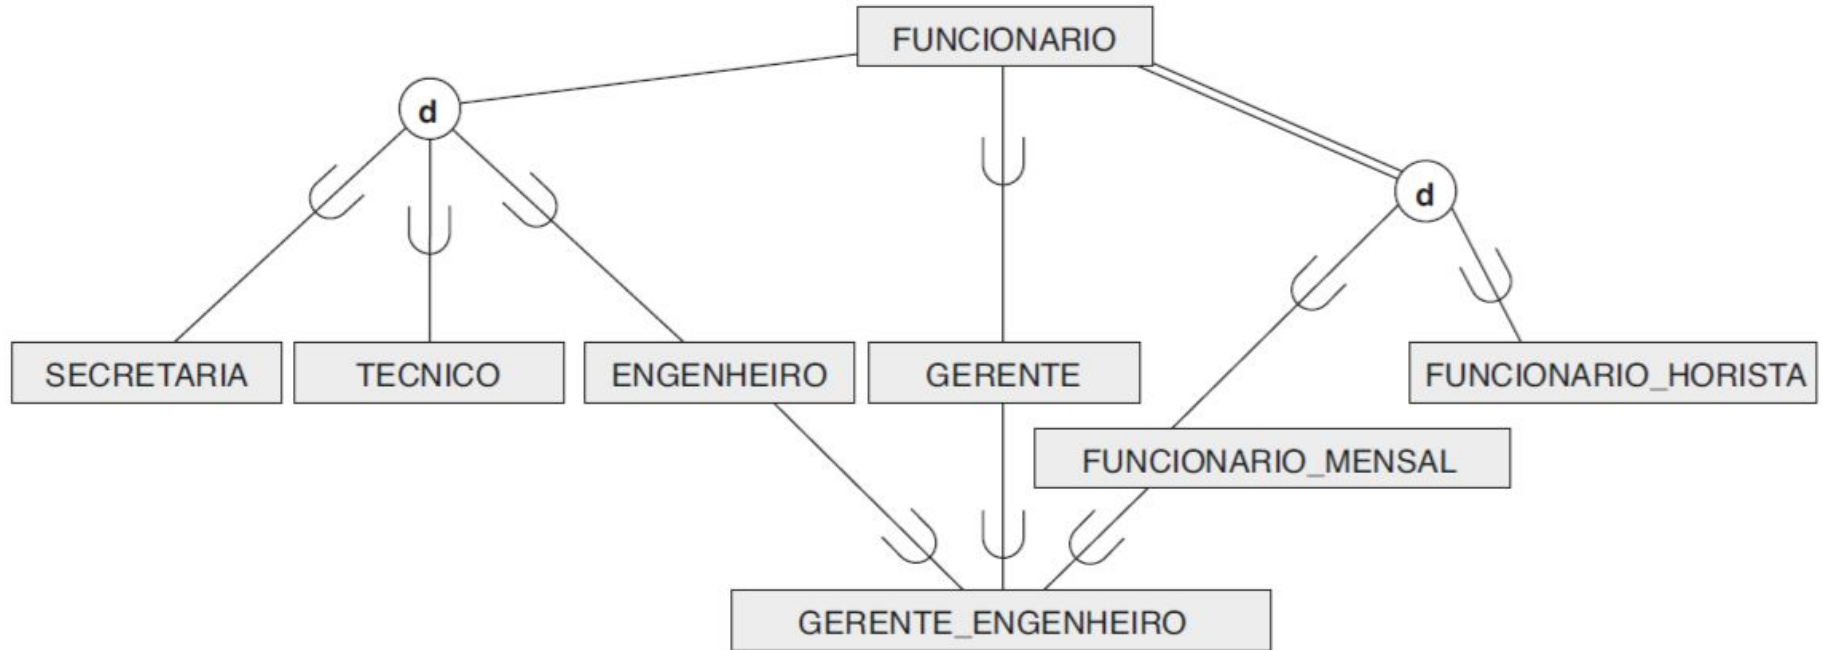 FUNCIONARIO
d
d
SECRETARIA
TECNICO
ENGENHEIRO
GERENTE
FUNCIONARIO_HORISTA
FUNCIONARIO_MENSAL
GERENTE_ENGENHEIRO